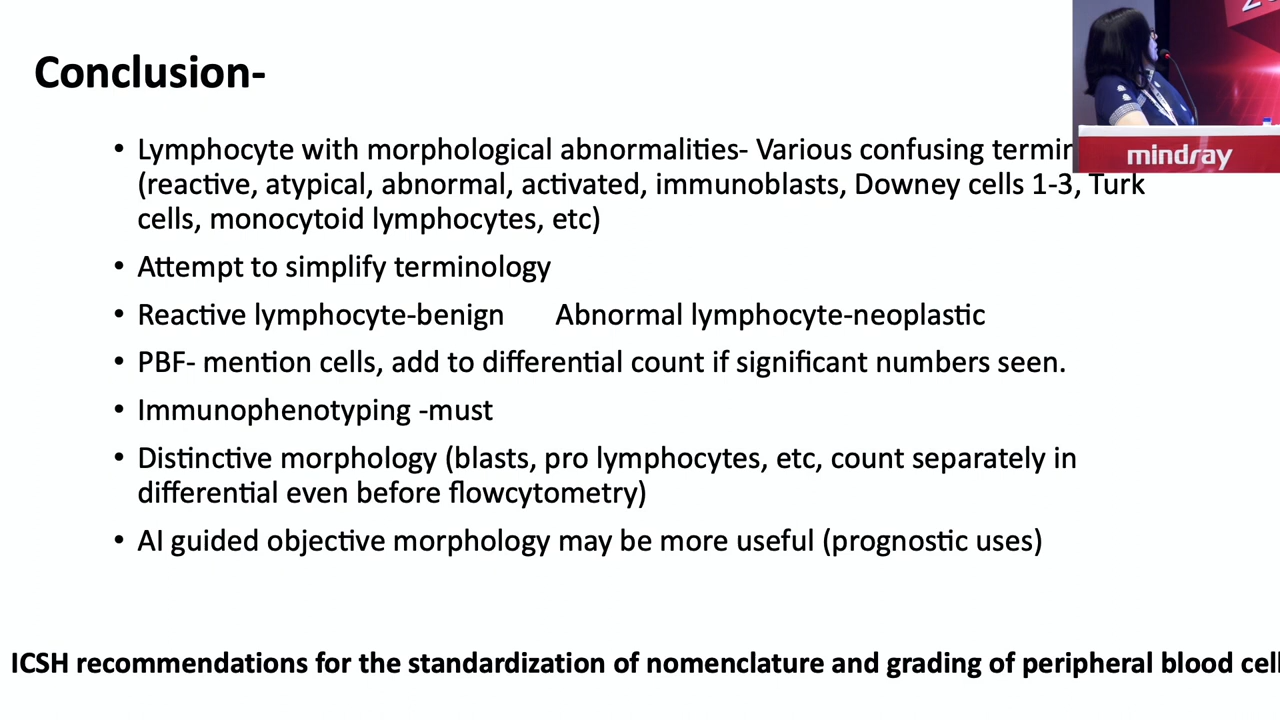 Conclusion-
• Lymphocyte with morphological abnormalities- Various confusing
(reactive, atypical, abnormal, activated, immunoblasts, Downey cells 1-3, Turk
cells, monocytoid lymphocytes, etc)
• Attempt to simplify terminology
• Reactive lymphocyte-benign Abnormal lymphocyte-neoplastic
• PBF- mention cells, add to differential count if significant numbers seen.
• Immunophenotyping -must
• Distinctive morphology (blasts, pro lymphocytes, etc, count separately in
differential even before flowcytometry)
• AI guided objective morphology may be more useful (prognostic uses)
ICSH recommendations for the standardization of nomenclature and grading of peripheral blood
mindray